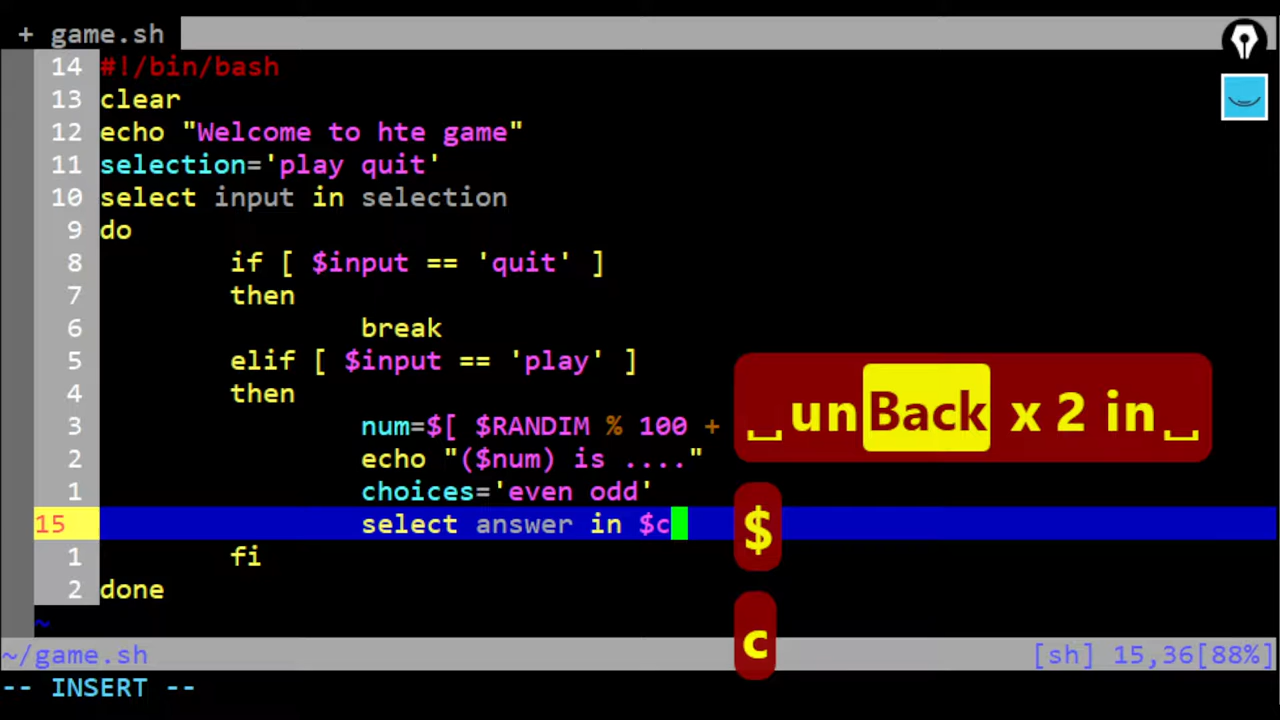 + game.sh
14 #!/bin/bash
13 clear
12 echo "Welcome to hte game"
11 selection='play quit'
10 select input in selection
9 do
8 if [ $input == 'quit' ]
7 then
6 break
5 elif [ $input == 'play' ]
4 then
3 num=$[ $RANDIM % 100 +
2 echo "($num) is ...."
1 choices='even odd'
15 select answer in $c
1 fi
2 done
~
␣unBack x 2 in␣
$
c
~/game.sh [sh] 15,36[88%]
-- INSERT --